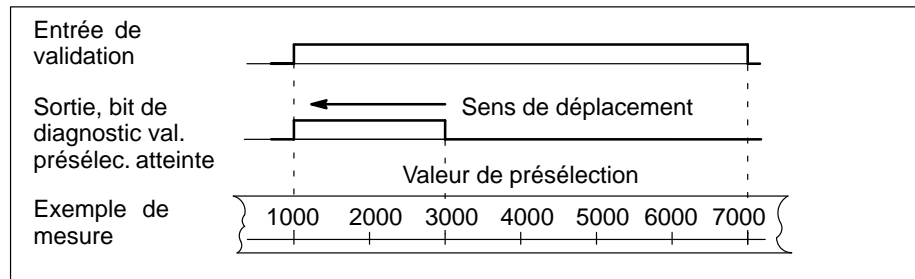 Entrée de
validation
Sortie, bit de
diagnostic val.
présélec. atteinte
Sens de déplacement
Valeur de présélection
Exemple de
mesure
1000 2000 3000 4000 5000 6000 7000